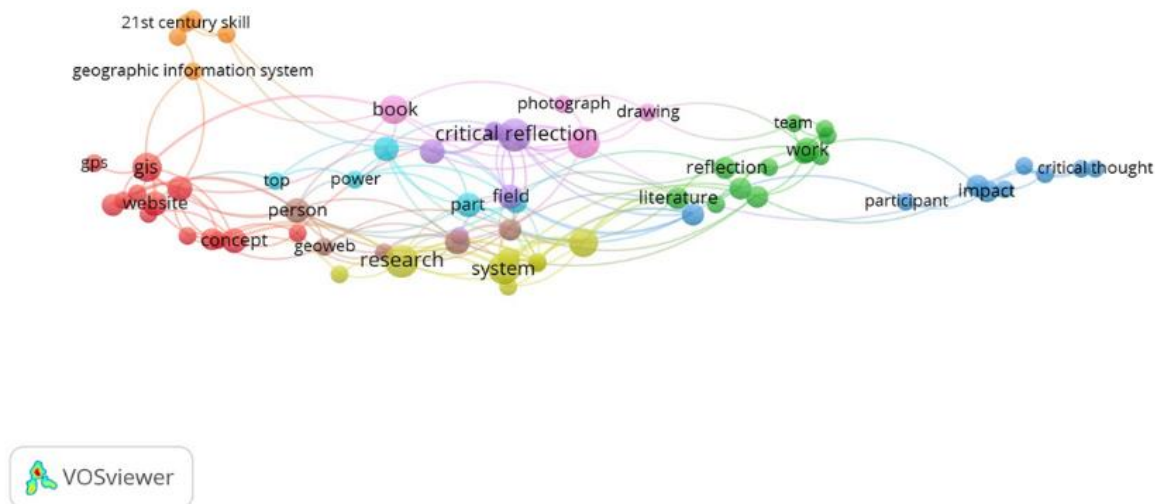 21st century skill
geographic information system
book
photograph
drawing
critical reflection
team
work
gps
gis
top
power
reflection
critical thought
website
person
part
field
literature
participant
impact
concept
geoweb
research
system
VOSviewer